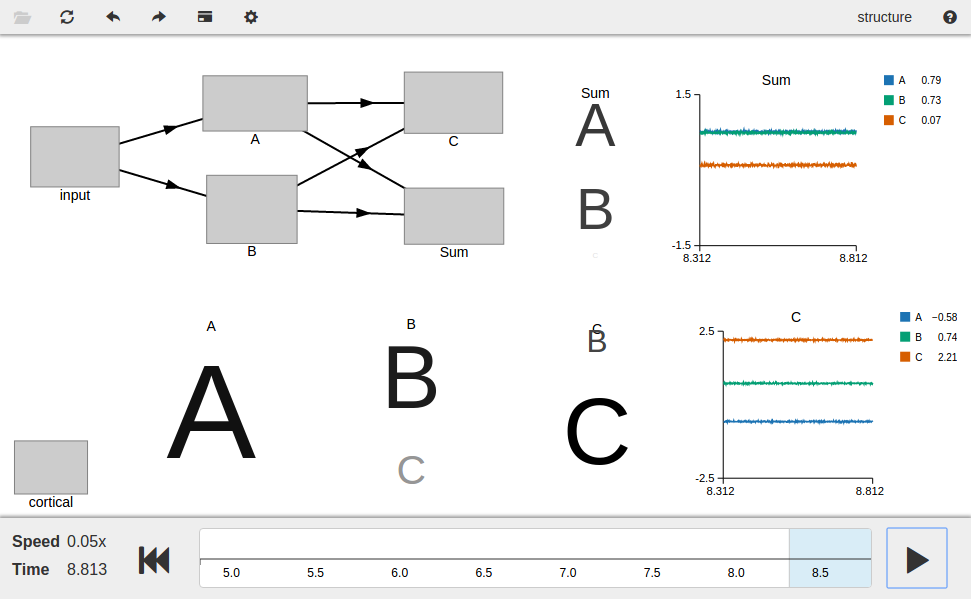 structure
input
A
B
C
Sum
Sum
A
B
c
Sum
1.5
-1.5
8.312 8.812
A 0.79
B 0.73
C 0.07
A
A
B
B
C
C
B
C
C
2.5
-2.5
8.312 8.812
A −0.58
B 0.74
C 2.21
cortical
Speed 0.05x
Time 8.813
5.0 5.5 6.0 6.5 7.0 7.5 8.0 8.5